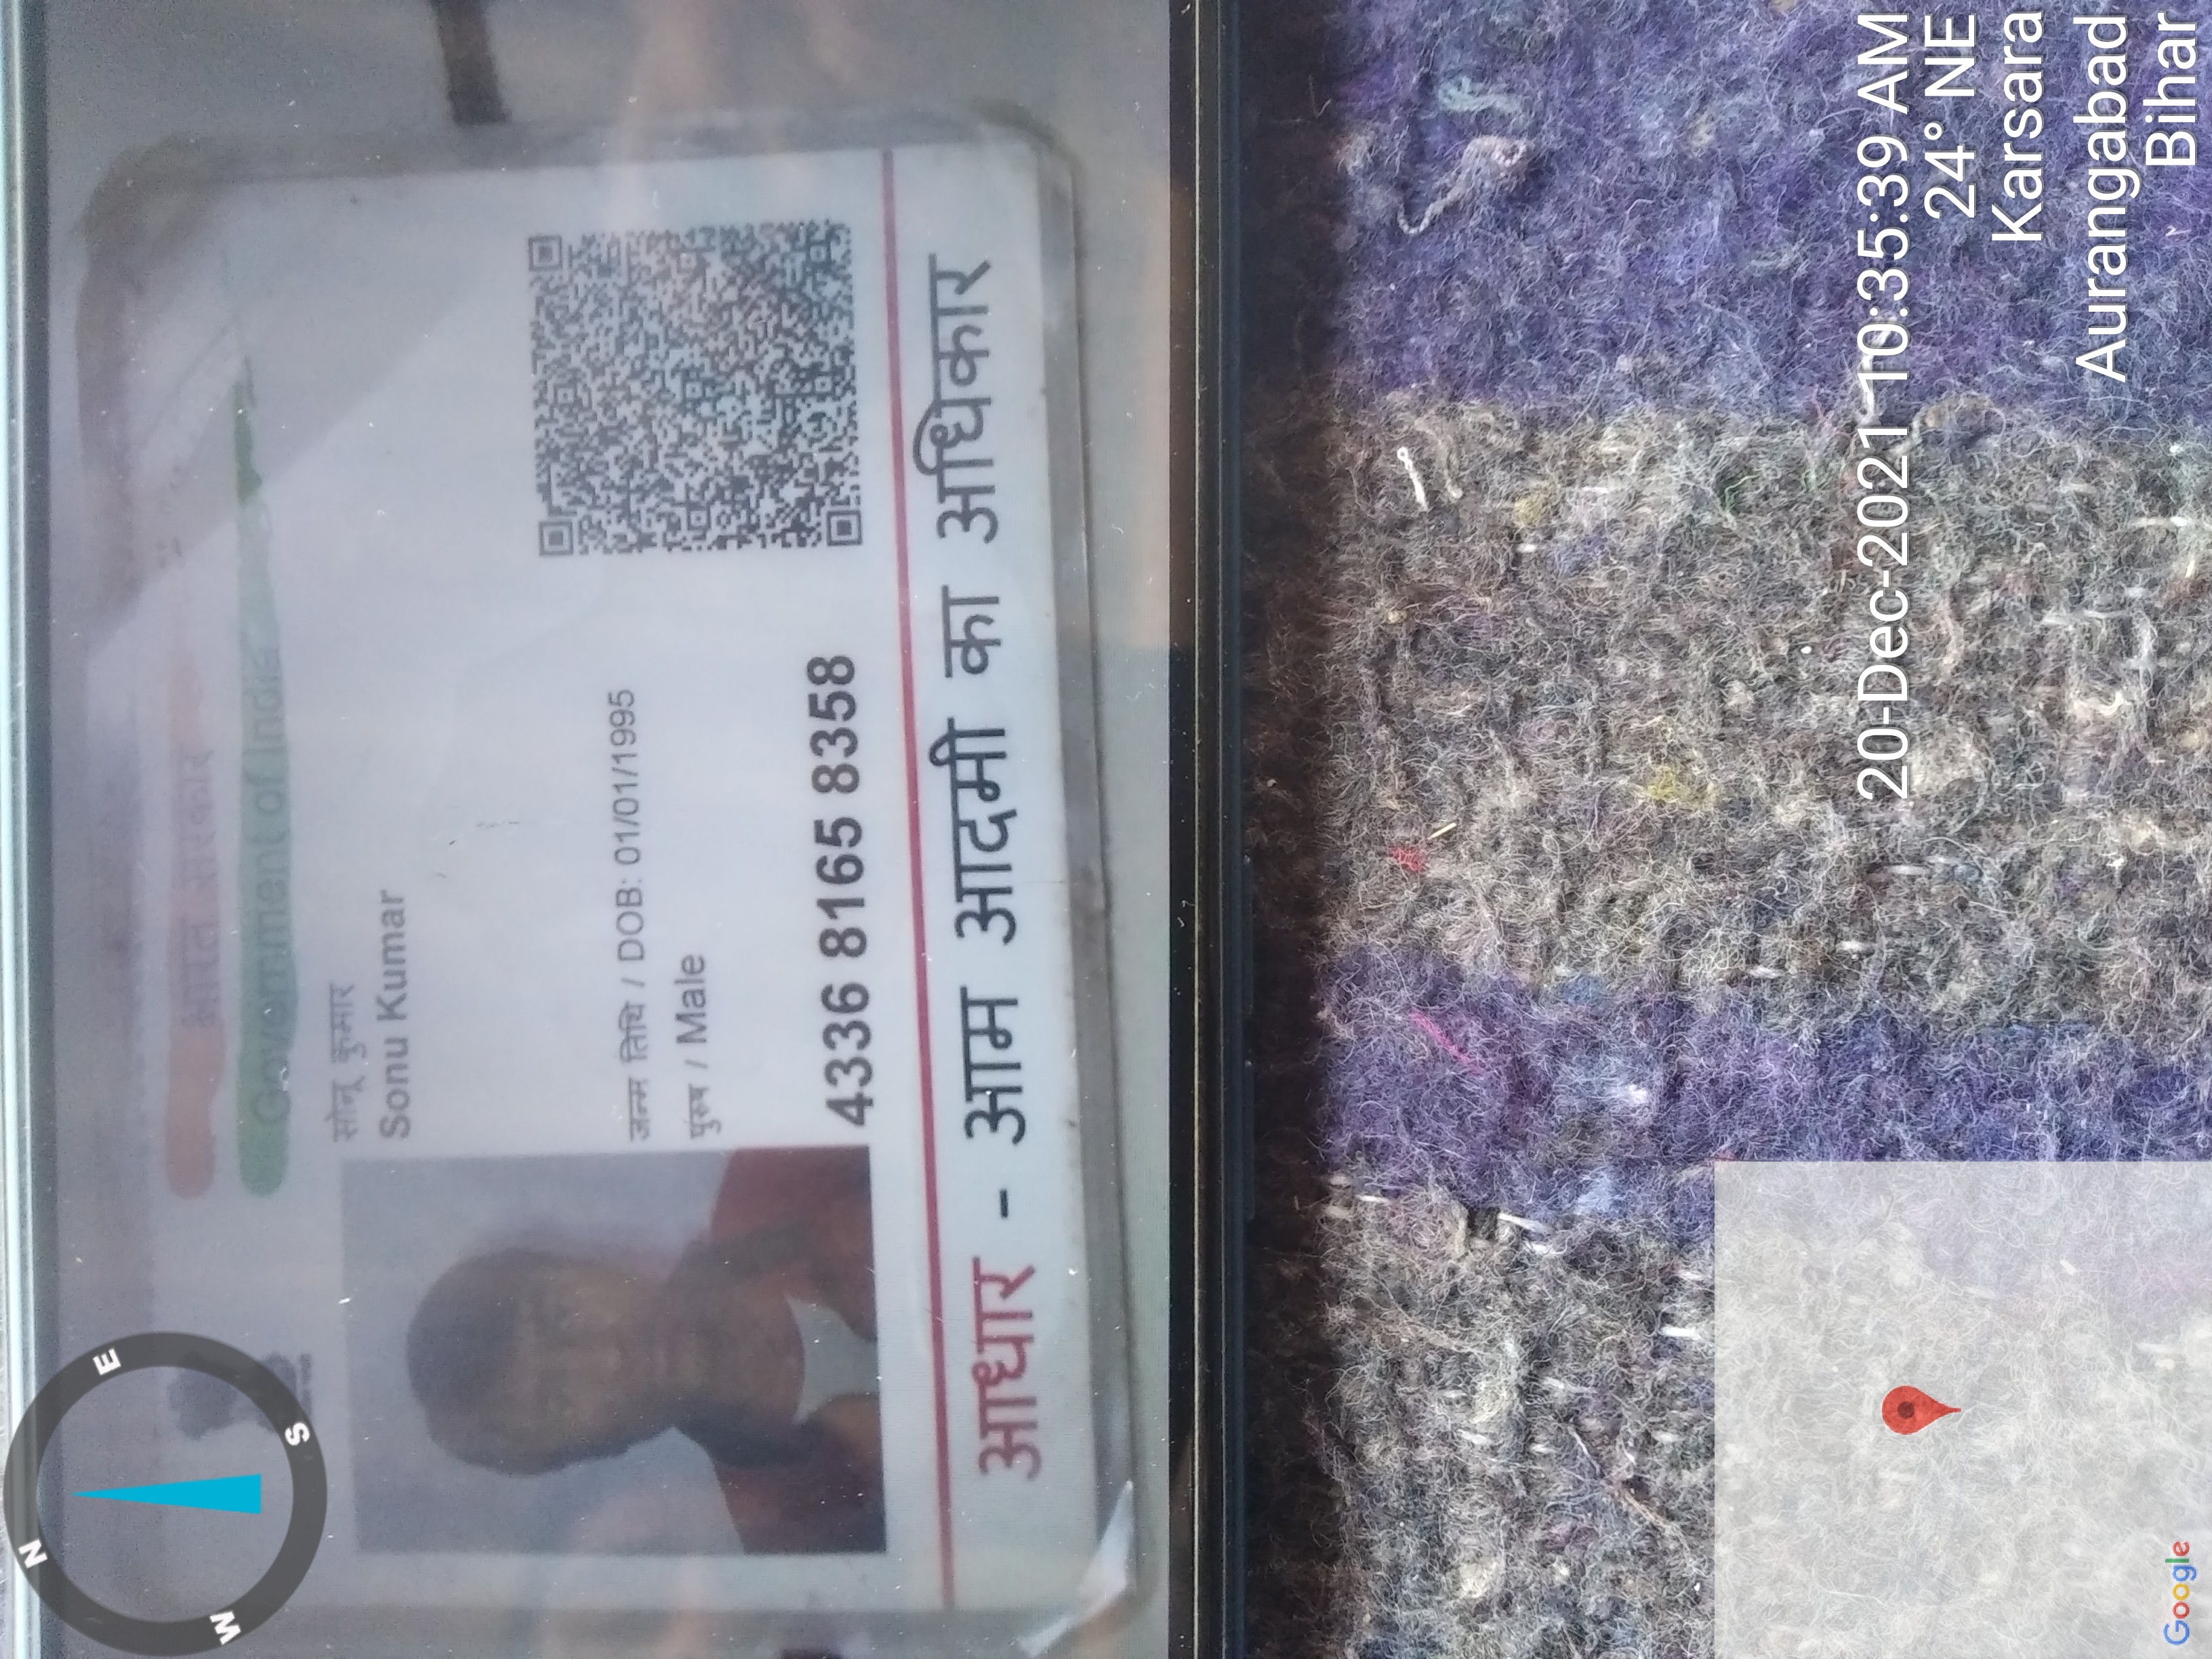 N
E
W
S
भारत सरकार
Government of India
सोनू कुमार
Sonu Kumar
जन्म तिथि / DOB: 01/01/1995
पुरुष / Male
4336 8165 8358
आधार - आम आदमी का अधिकार
20-Dec-2021 10:35:39 AM
24° NE
Karsara
Aurangabad
Bihar
Google